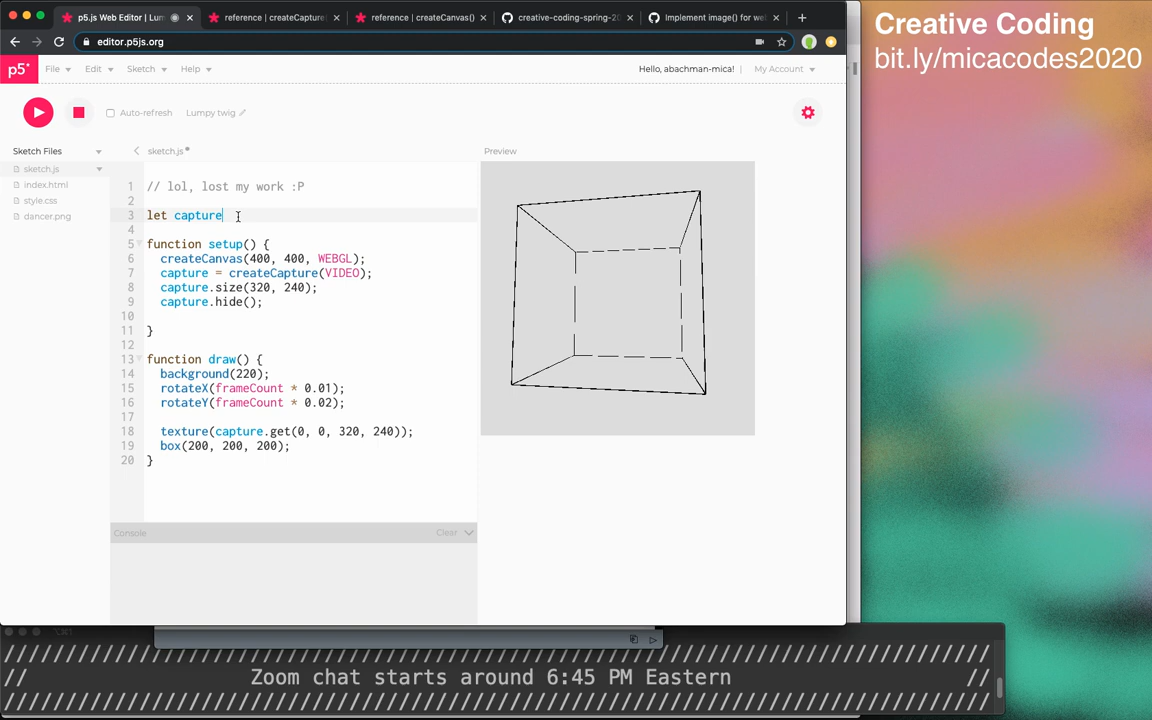 p5.js Web Editor | Lum
reference | createCapture
reference | createCanvas()
creative-coding-spring-20
Implement image() for we
editor.p5js.org
Creative Coding
bit.ly/micacodes2020
p5*
File
Edit
Sketch
Help
Hello, abachman-mica!
My Account
Auto-refresh
Lumpy twig
Sketch Files
sketch.js
index.html
style.css
dancer.png
sketch.js
Preview
1 // lol, lost my work :P
2
3 let capture
4
5 function setup() {
6 createCanvas(400, 400, WEBGL);
7 capture = createCapture(VIDEO);
8 capture.size(320, 240);
9 capture.hide();
10
11 }
12
13 function draw() {
14 background(220);
15 rotateX(frameCount * 0.01);
16 rotateY(frameCount * 0.02);
17
18 texture(capture.get(0, 0, 320, 240));
19 box(200, 200, 200);
20 }
Console
Clear
⌥⌘1
//////////////////////////////////////////////////////////////////////////
// Zoom chat starts around 6:45 PM Eastern //
//////////////////////////////////////////////////////////////////////////